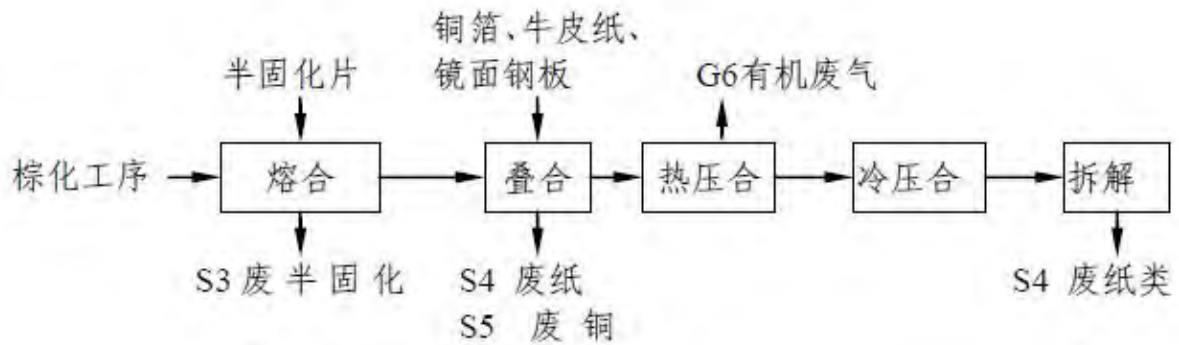 铜箔、牛皮纸、
镜面钢板
半固化片
G6有机废气
棕化工序
熔合
叠合
热压合
冷压合
拆解
S3废半固化
S4 废纸
S5 废铜
S4 废纸类